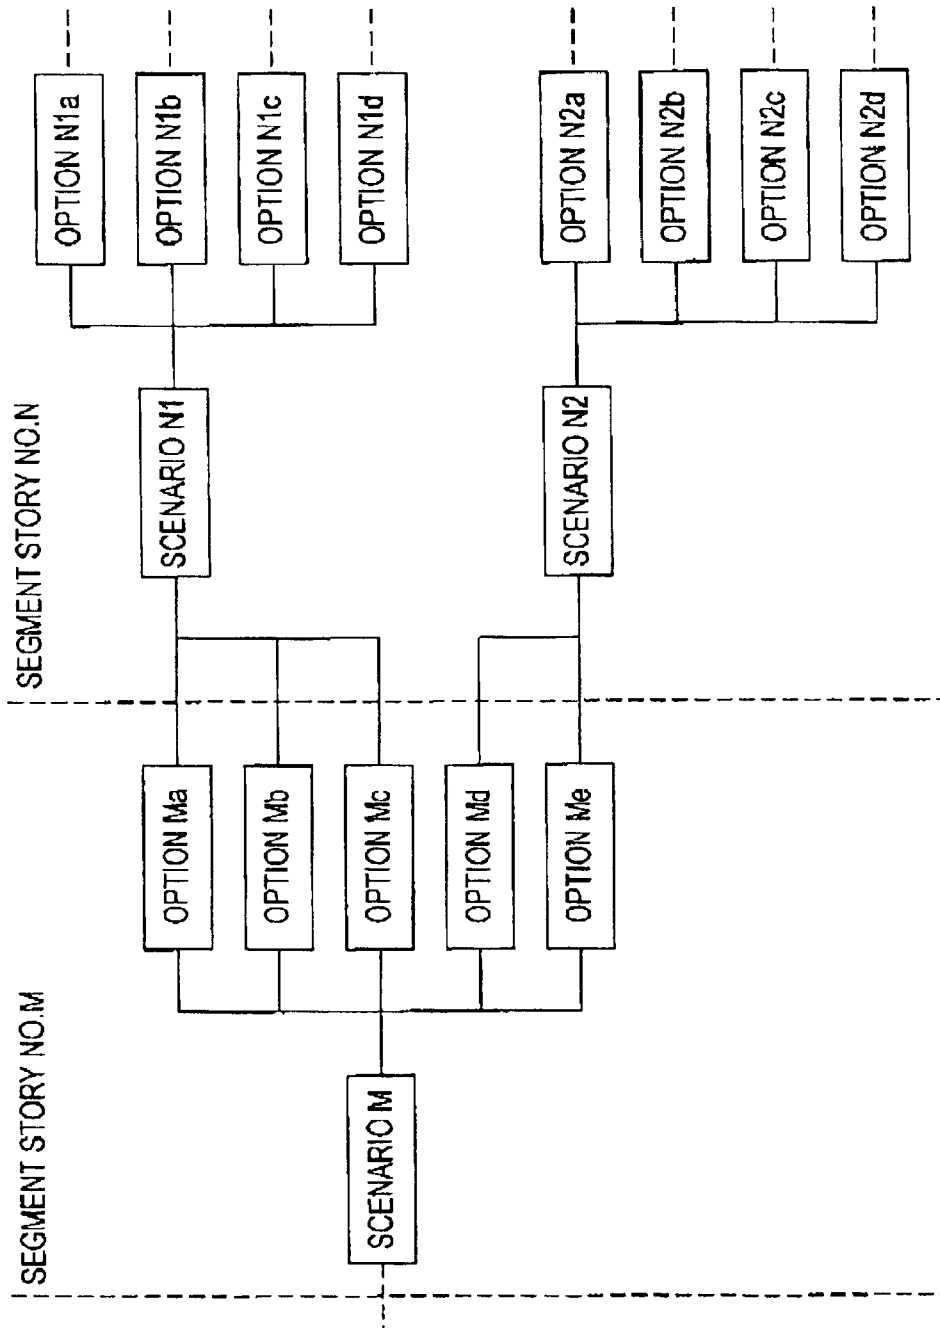 SEGMENT STORY NO.M
SCENARIO M
OPTION Ma
OPTION Mb
OPTION Mc
OPTION Md
OPTION Me
SEGMENT STORY NO.N
SCENARIO N1
SCENARIO N2
OPTION N1a
OPTION N1b
OPTION N1c
OPTION N1d
OPTION N2a
OPTION N2b
OPTION N2c
OPTION N2d